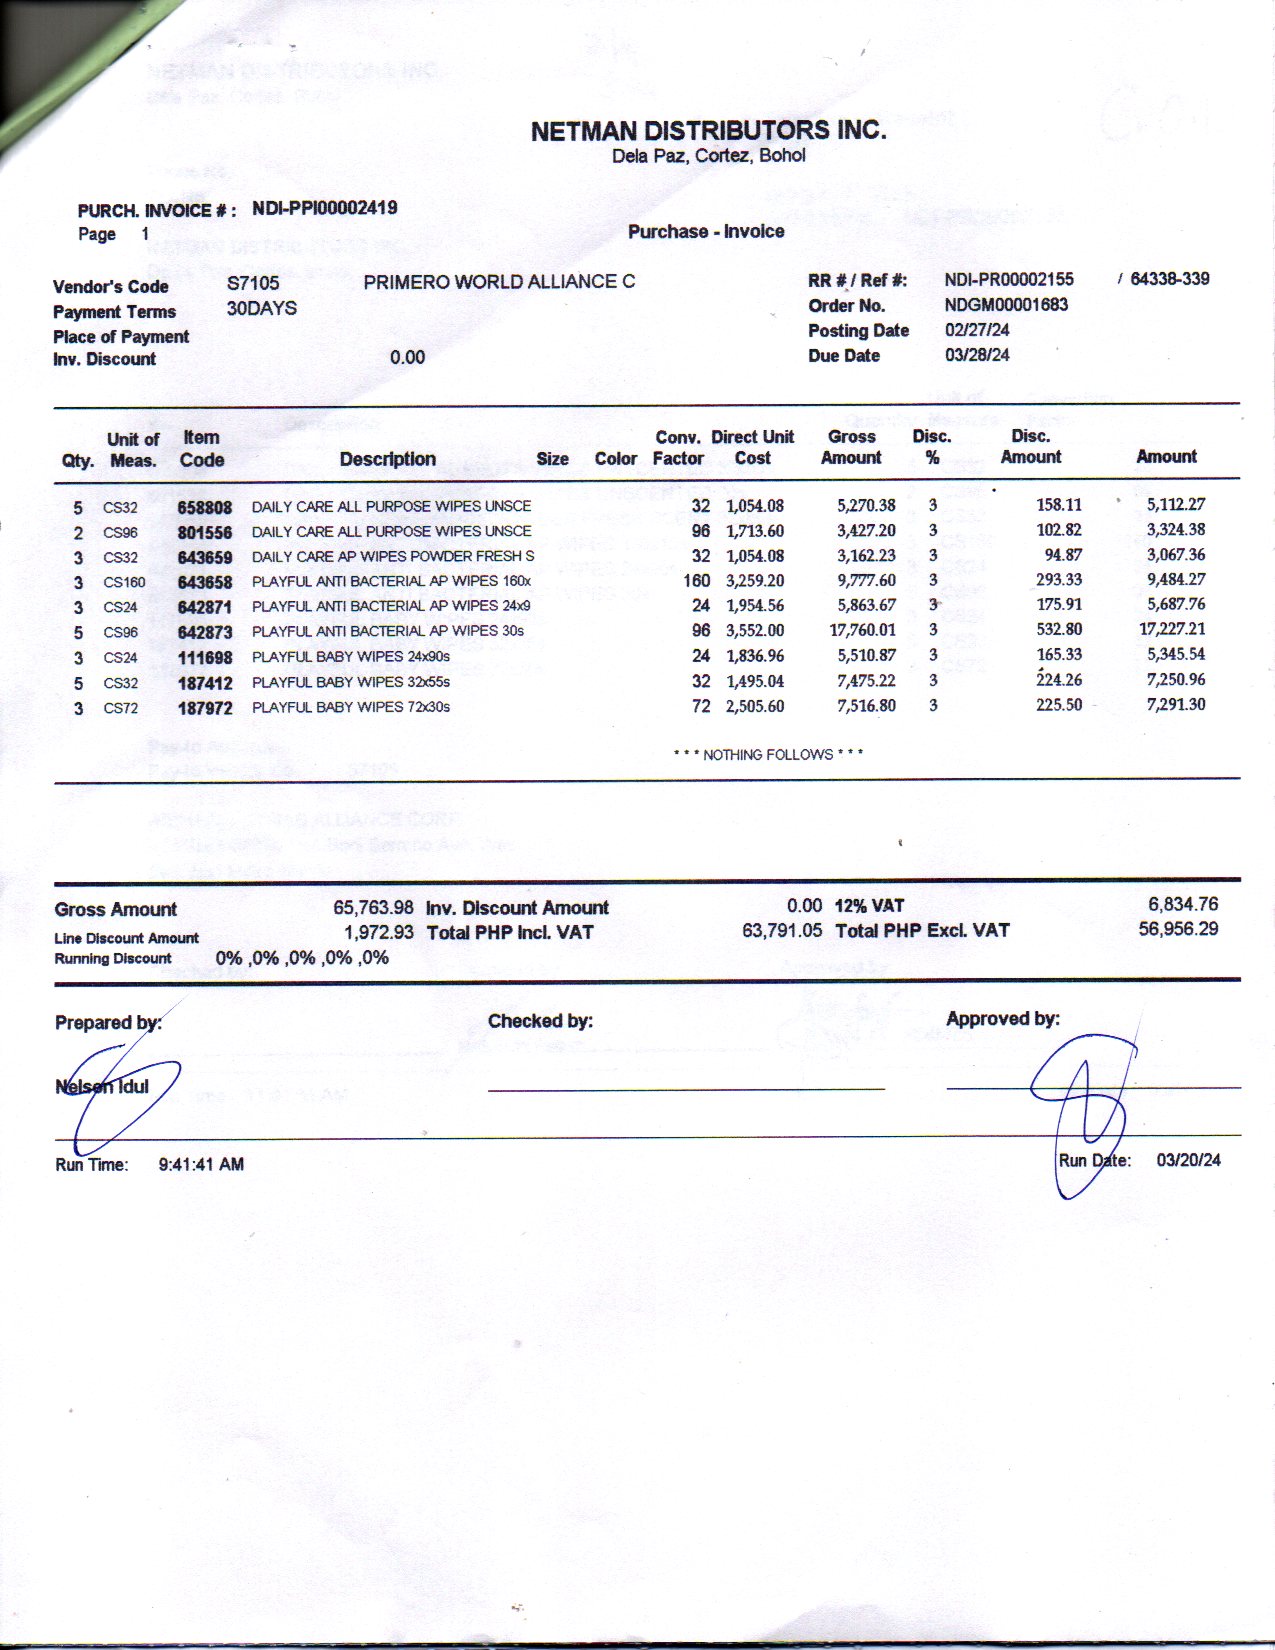 NETMAN DISTRIBUTORS INC.
Dela Paz, Cortez, Bohol
PURCH. INVOICE # : NDI-PPI00002419
Page 1
Purchase - Invoice
Vendor's Code S7105 PRIMERO WORLD ALLIANCE C RR # / Ref #: NDI-PR00002155 / 64338-339
Payment Terms 30DAYS Order No. NDGM00001683
Place of Payment Posting Date 02/27/24
Inv. Discount 0.00 Due Date 03/28/24
Qty. Unit of Meas. Item Code Description Size Color Conv. Factor Direct Unit Cost Gross Amount Disc. % Disc. Amount Amount
5 CS32 658808 DAILY CARE ALL PURPOSE WIPES UNSCE 32 1,054.08 5,270.38 3 158.11 5,112.27
2 CS96 801556 DAILY CARE ALL PURPOSE WIPES UNSCE 96 1,713.60 3,427.20 3 102.82 3,324.38
3 CS32 643659 DAILY CARE AP WIPES POWDER FRESH S 32 1,054.08 3,162.23 3 94.87 3,067.36
3 CS160 643658 PLAYFUL ANTI BACTERIAL AP WIPES 160x 160 3,259.20 9,777.60 3 293.33 9,484.27
3 CS24 642871 PLAYFUL ANTI BACTERIAL AP WIPES 24x9 24 1,954.56 5,863.67 3 175.91 5,687.76
5 CS96 642873 PLAYFUL ANTI BACTERIAL AP WIPES 30s 96 3,552.00 17,760.01 3 532.80 17,227.21
3 CS24 111698 PLAYFUL BABY WIPES 24x90s 24 1,836.96 5,510.87 3 165.33 5,345.54
5 CS32 187412 PLAYFUL BABY WIPES 32x55s 32 1,495.04 7,475.22 3 224.26 7,250.96
3 CS72 187972 PLAYFUL BABY WIPES 72x30s 72 2,505.60 7,516.80 3 225.50 7,291.30
* * * NOTHING FOLLOWS * * *
Gross Amount 65,763.98 Inv. Discount Amount 0.00 12% VAT 6,834.76
Line Discount Amount 1,972.93 Total PHP Incl. VAT 63,791.05 Total PHP Excl. VAT 56,956.29
Running Discount 0% ,0% ,0% ,0% ,0%
Prepared by: Checked by: Approved by:
Nelson Idul
Run Time: 9:41:41 AM Run Date: 03/20/24